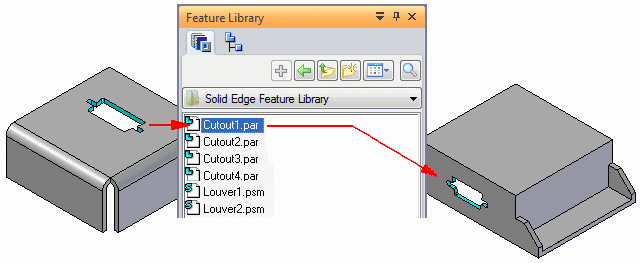 Feature Library
Solid Edge Feature Library
Cutout1.par
Cutout2.par
Cutout3.par
Cutout4.par
Louver1.psm
Louver2.psm